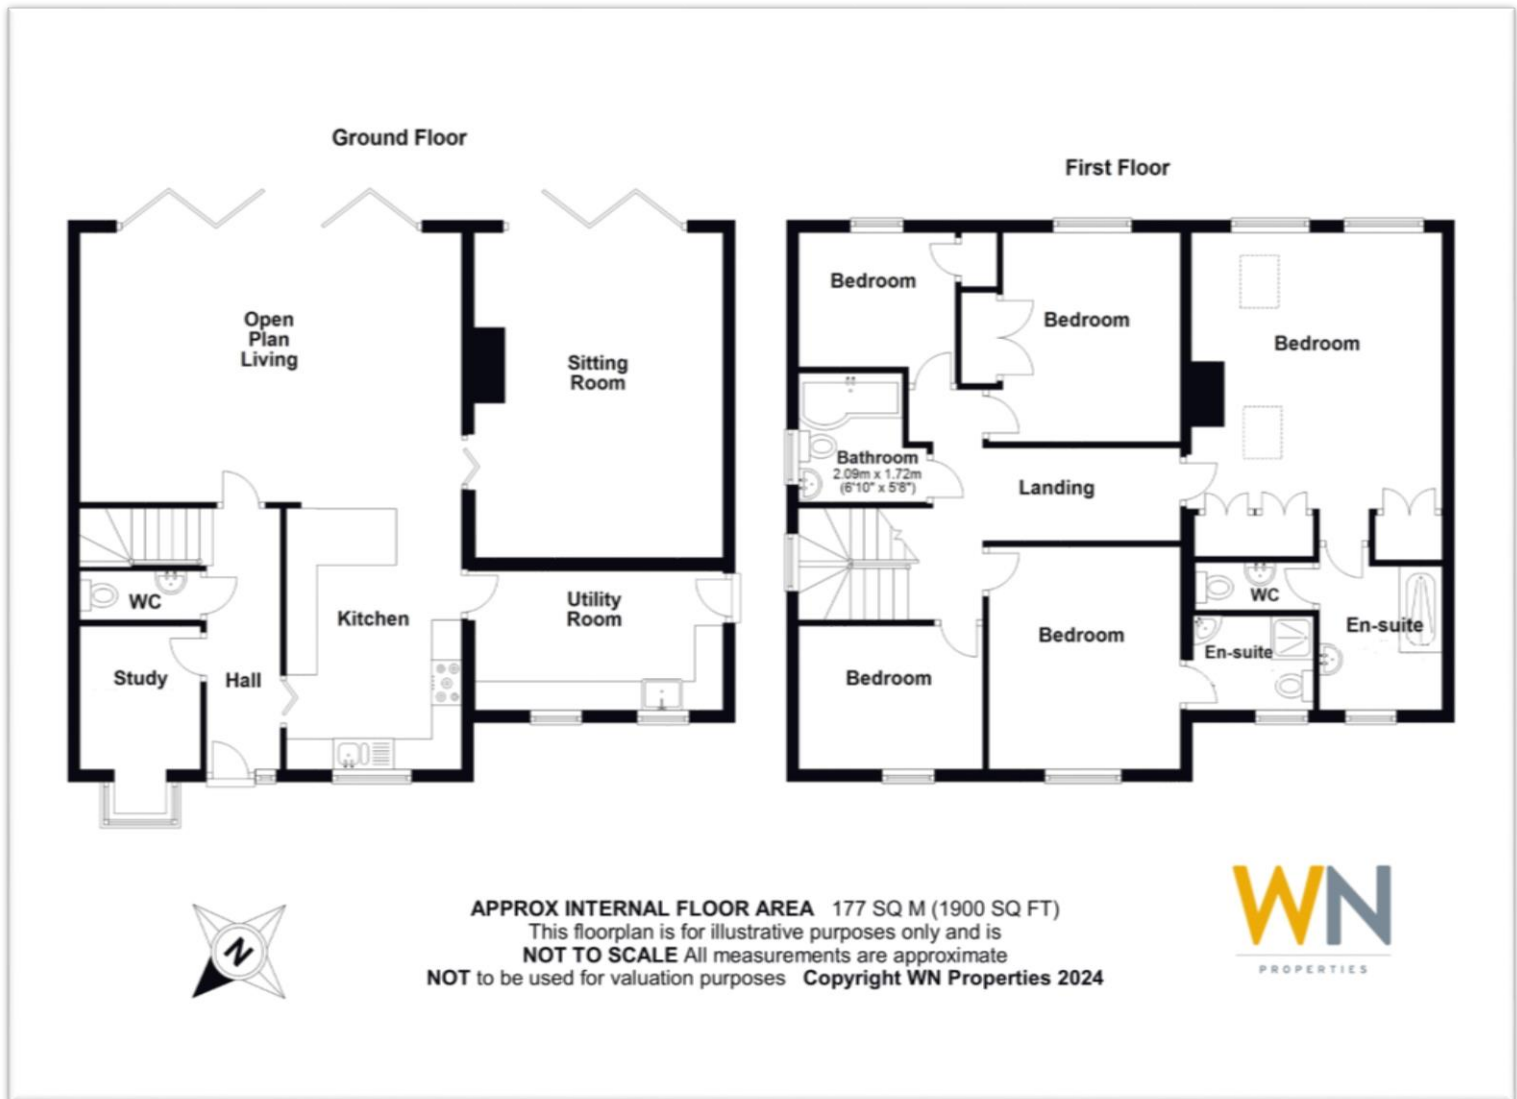 Ground Floor
Open
Plan
Living
Sitting
Room
WC
Kitchen
Utility
Room
Study
Hall
First Floor
Bedroom
Bedroom
Bedroom
Bathroom
2.09m x 1.72m
(6'10" x 5'8")
Landing
WC
En-suite
En-suite
Bedroom
Bedroom
N
APPROX INTERNAL FLOOR AREA 177 SQ M (1900 SQ FT)
This floorplan is for illustrative purposes only and is
NOT TO SCALE All measurements are approximate
NOT to be used for valuation purposes Copyright WN Properties 2024
WN
PROPERTIES